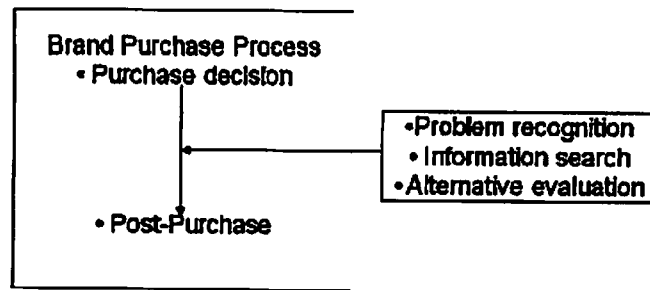 Brand Purchase Process
• Purchase decision
•Problem recognition
• Information search
•Alternative evaluation
• Post-Purchase